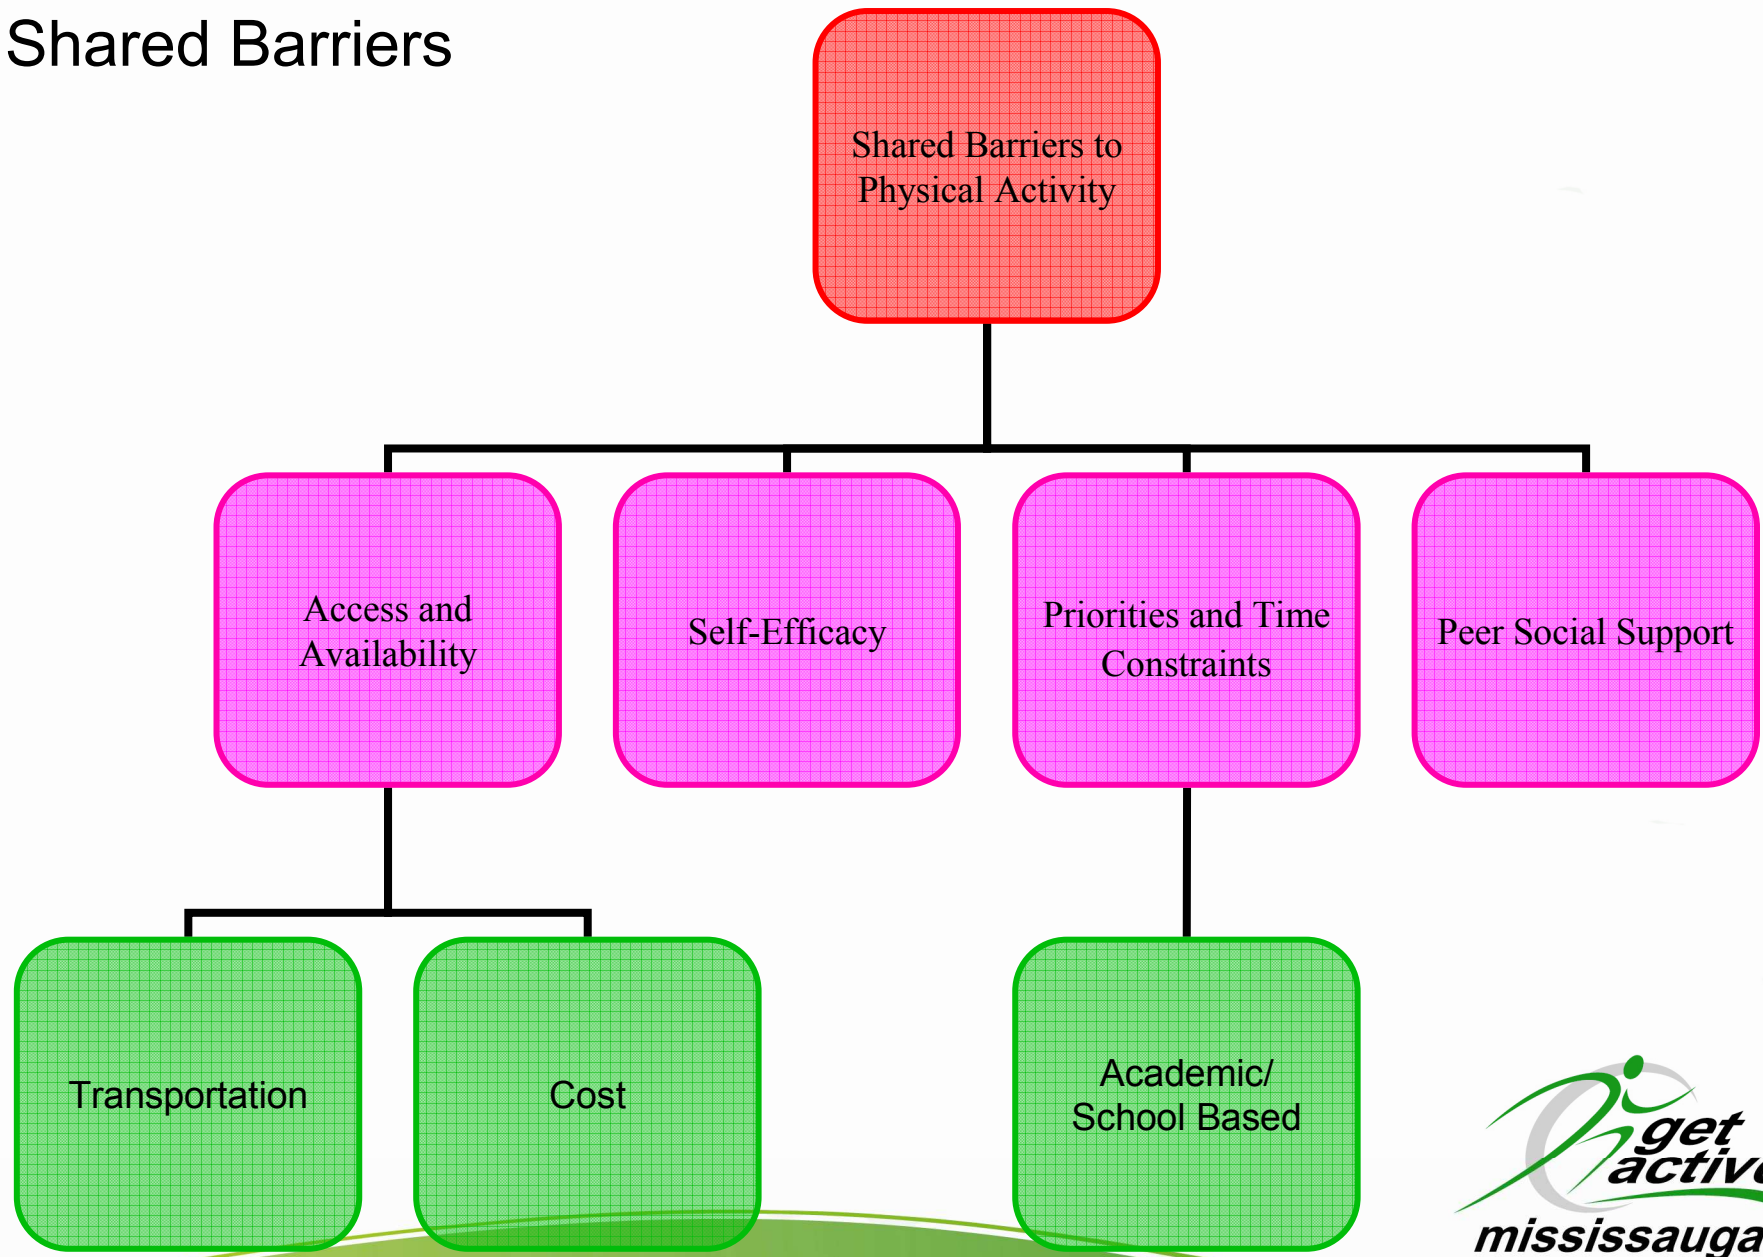 Shared Barriers
Shared Barriers to
Physical Activity
Access and
Availability
Self-Efficacy
Priorities and Time
Constraints
Peer Social Support
Transportation
Cost
Academic/
School Based
get
active
mississauga